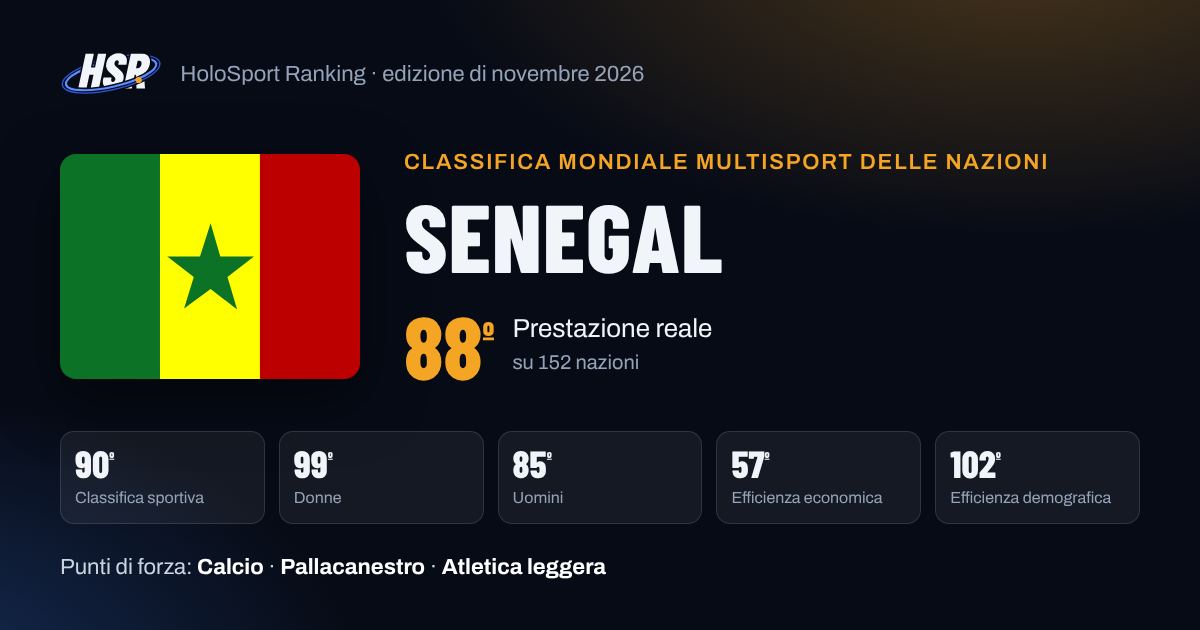 HSR
HoloSport Ranking · edizione di novembre 2026
CLASSIFICA MONDIALE MULTISPORT DELLE NAZIONI
SENEGAL
88º
Prestazione reale
su 152 nazioni
90º
Classifica sportiva
99º
Donne
85º
Uomini
57º
Efficienza economica
102º
Efficienza demografica
Punti di forza: Calcio · Pallacanestro · Atletica leggera